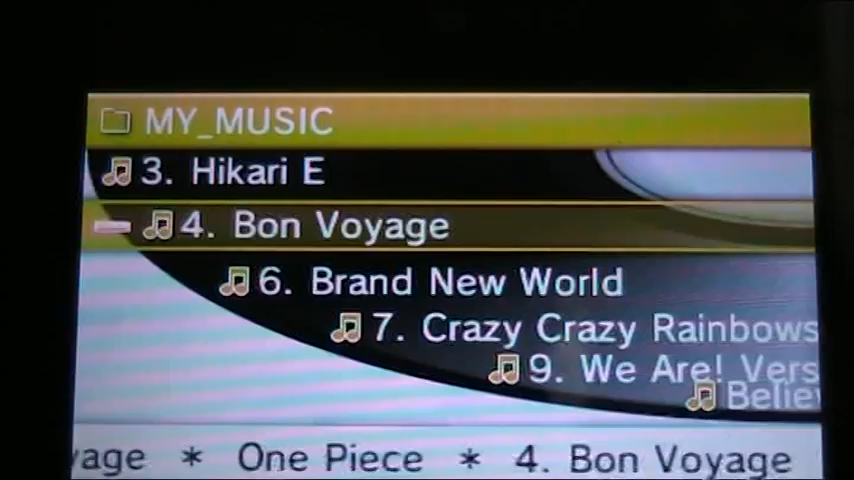 MY_MUSIC
3. Hikari E
4. Bon Voyage
6. Brand New World
7. Crazy Crazy Rainbows
9. We Are! Vers
Believ
yage * One Piece * 4. Bon Voyage